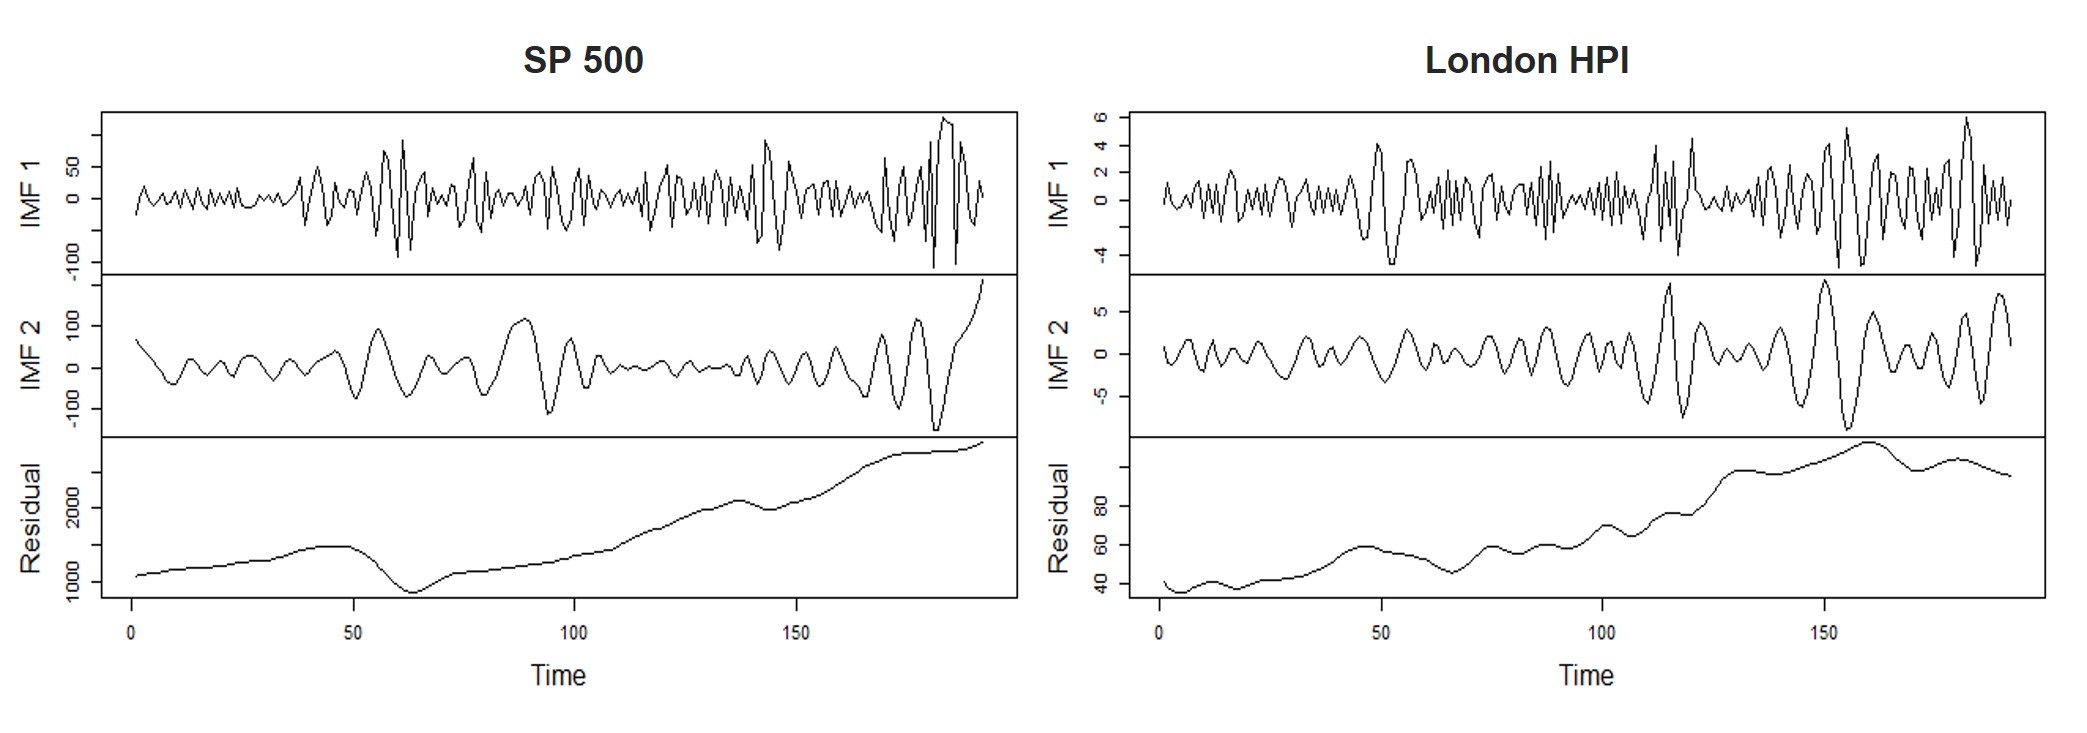 SP 500
London HPI
IMF 1
-100 0 50
IMF 2
-100 0 100
Residual
1000 2000
0 50 100 150
Time
IMF 1
-4 0 2 4 6
IMF 2
-5 0 5
Residual
40 60 80
0 50 100 150
Time